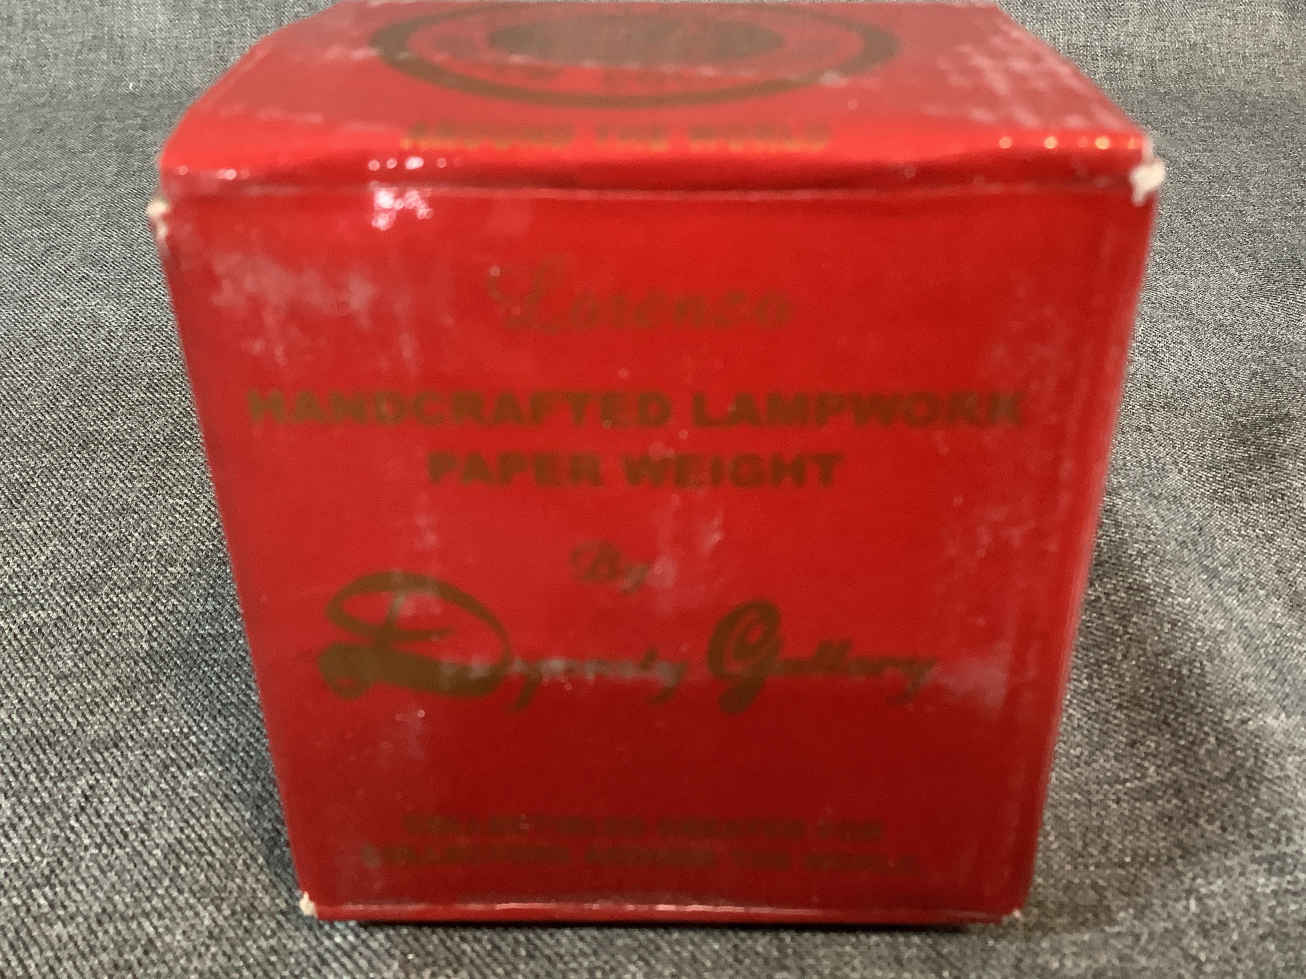 AROUND THE WORLD
Lorenzo
HANDCRAFTED LAMPWORK
PAPER WEIGHT
By
Dynasty Gallery
COLLECTIBLES CREATED FOR
COLLECTORS AROUND THE WORLD